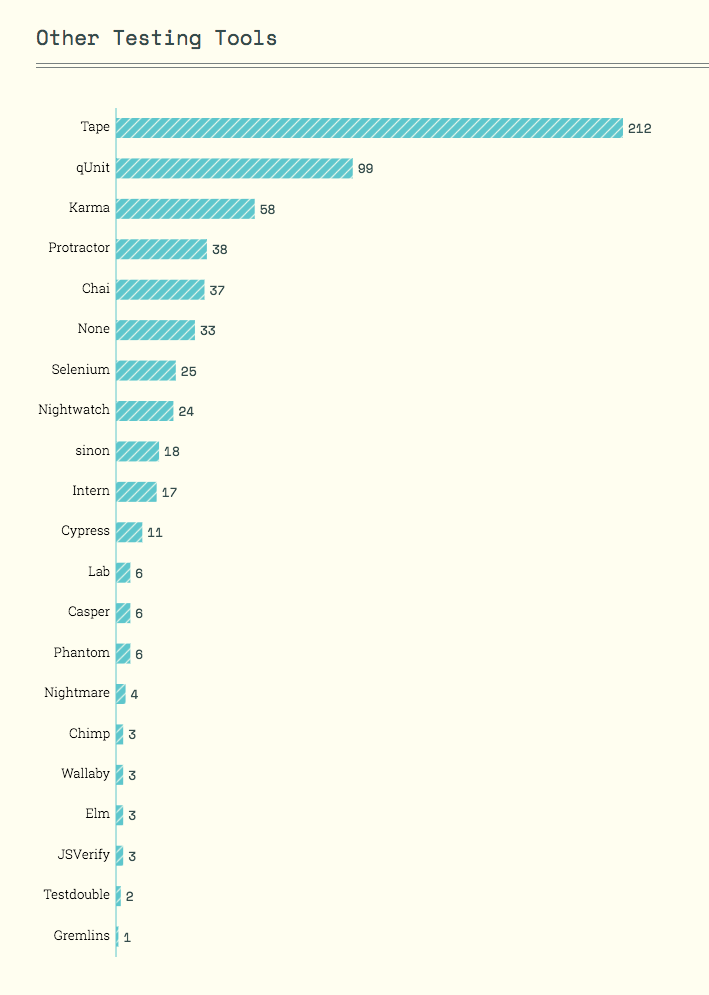 Other Testing Tools
Tape 212
qUnit 99
Karma 58
Protractor 38
Chai 37
None 33
Selenium 25
Nightwatch 24
sinon 18
Intern 17
Cypress 11
Lab 6
Casper 6
Phantom 6
Nightmare 4
Chimp 3
Wallaby 3
Elm 3
JSVerify 3
Testdouble 2
Gremlins 1